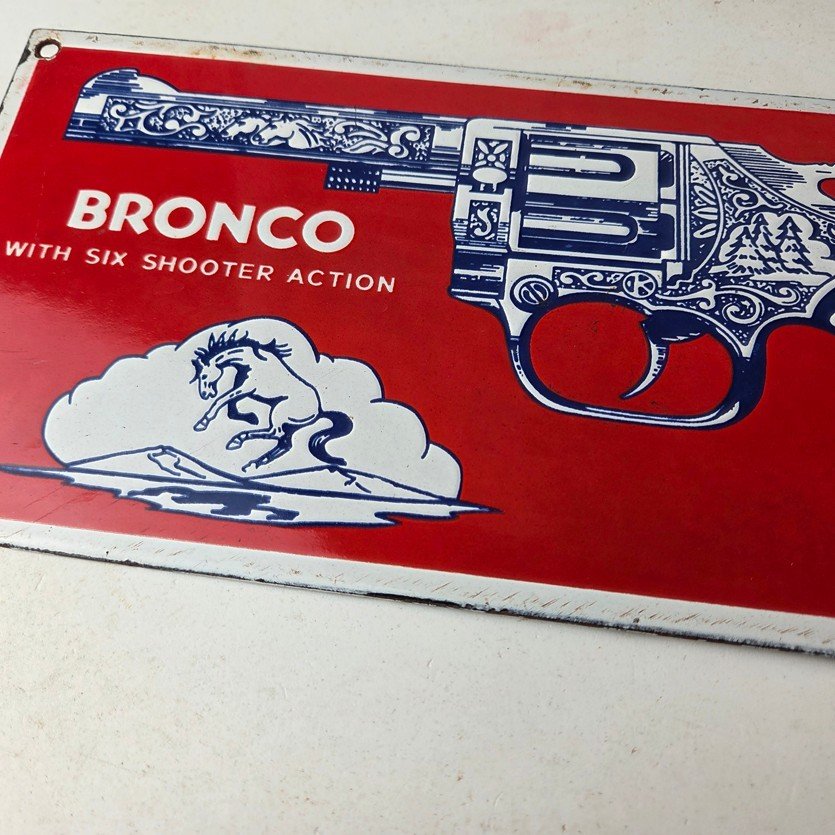 BRONCO
WITH SIX SHOOTER ACTION
K